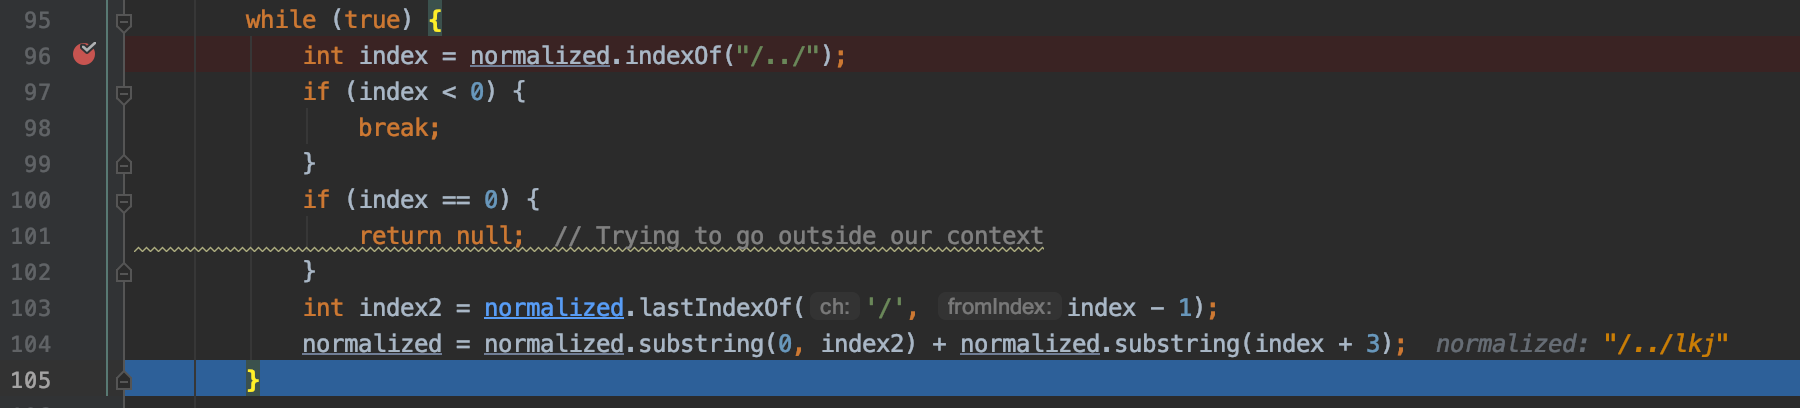 95 while (true) {
96 int index = normalized.indexOf("/../");
97 if (index < 0) {
98 break;
99 }
100 if (index == 0) {
101 return null;  // Trying to go outside our context
102 }
103 int index2 = normalized.lastIndexOf( ch: '/', fromIndex: index - 1);
104 normalized = normalized.substring(0, index2) + normalized.substring(index + 3);  normalized: "/../lkj"
105 }